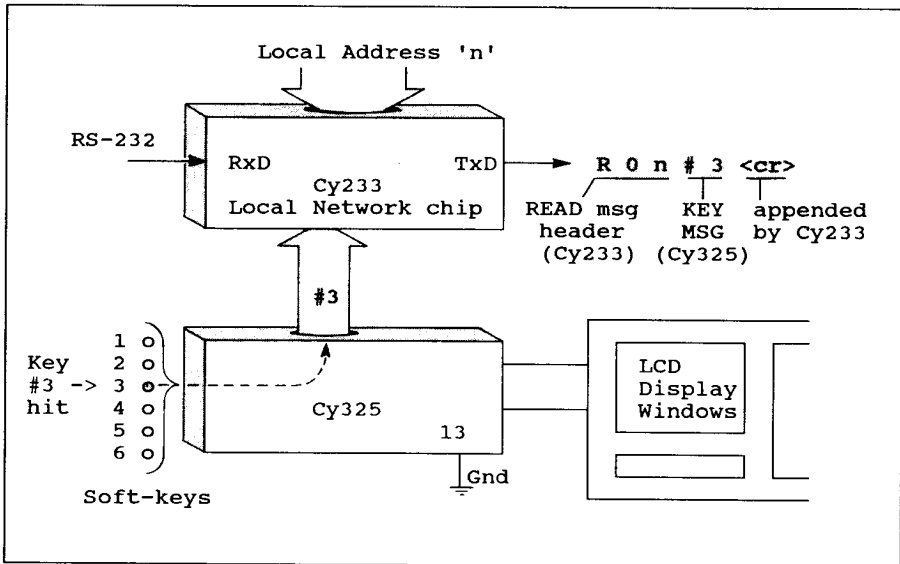 Local Address 'n'
RS-232
RxD
TxD
Cy233
Local Network chip
R 0 n # 3 <cr>
READ msg
header
(Cy233)
KEY
MSG
(Cy325)
appended
by Cy233
#3
Key
#3 ->
hit
1
2
3
4
5
6
Soft-keys
Cy325
13
Gnd
LCD
Display
Windows